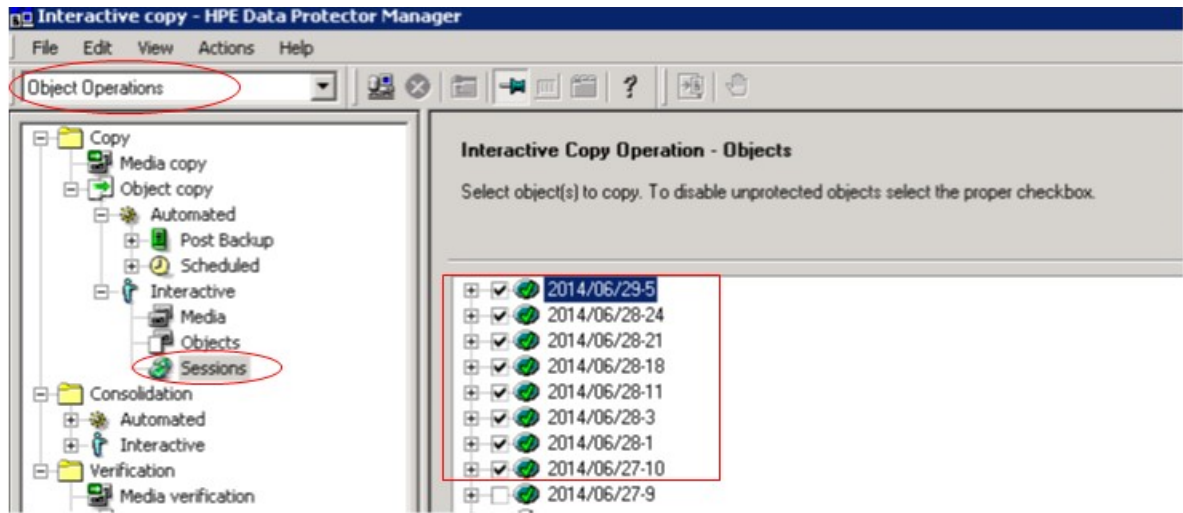 Interactive copy - HPE Data Protector Manager
File Edit View Actions Help
Object Operations
?
Copy
Media copy
Object copy
Automated
Post Backup
Scheduled
Interactive
Media
Objects
Sessions
Consolidation
Automated
Interactive
Verification
Media verification
Interactive Copy Operation - Objects
Select object(s) to copy. To disable unprotected objects select the proper checkbox.
2014/06/29-5
2014/06/28-24
2014/06/28-21
2014/06/28-18
2014/06/28-11
2014/06/28-3
2014/06/28-1
2014/06/27-10
2014/06/27-9